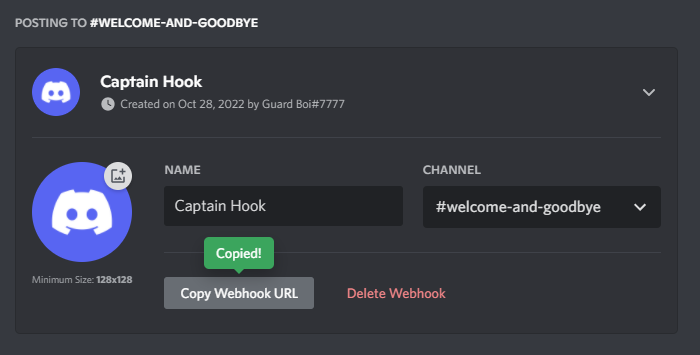 POSTING TO #WELCOME-AND-GOODBYE
Captain Hook
Created on Oct 28, 2022 by Guard Boi#7777
NAME
CHANNEL
Captain Hook
#welcome-and-goodbye
Copied!
Minimum Size: 128x128
Copy Webhook URL
Delete Webhook